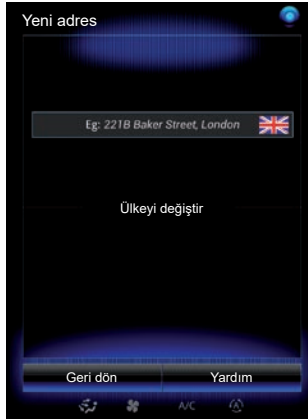 Yeni adres
Eg: 221B Baker Street, London
Ülkeyi değiştir
Geri dön
Yardım
A/C
A